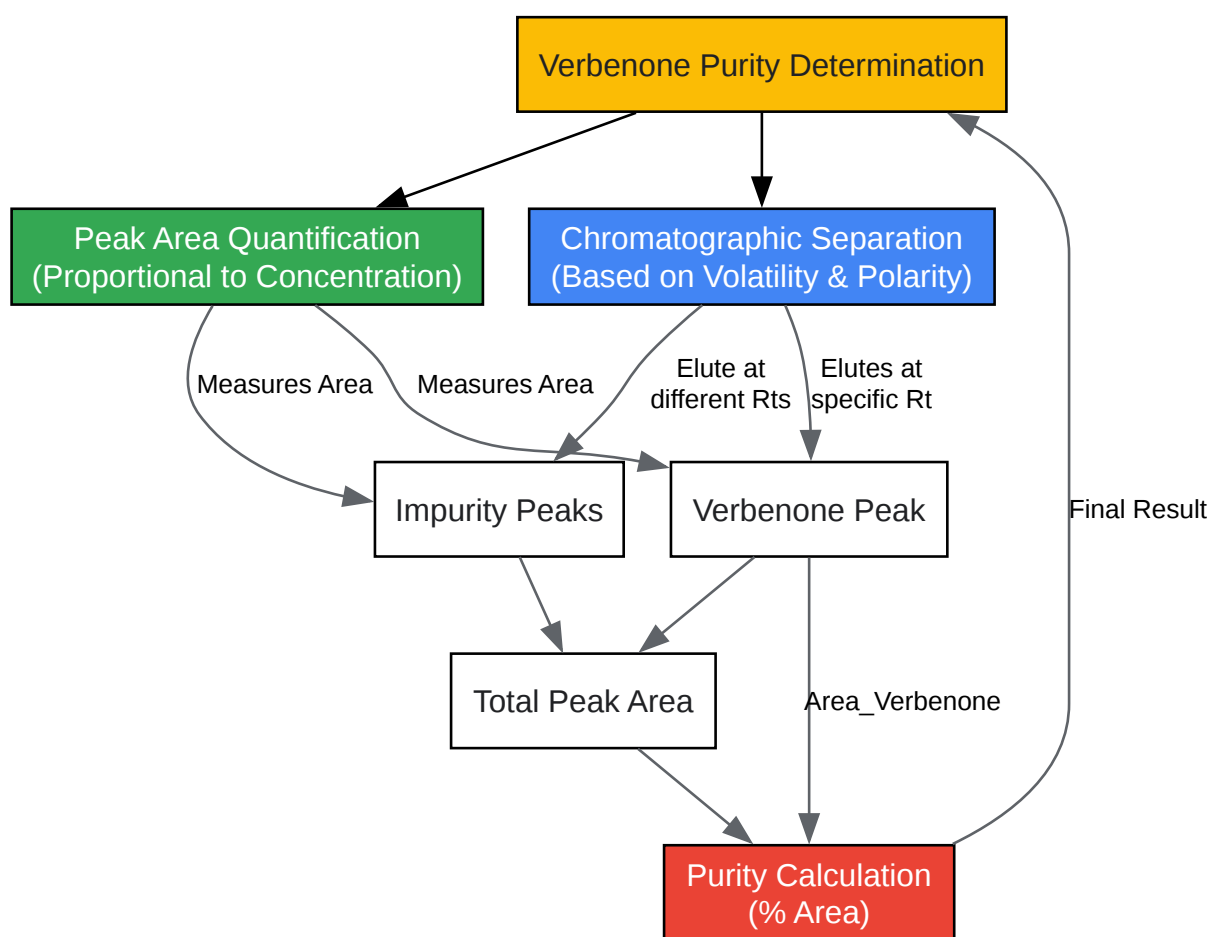 Verbenone Purity Determination
Peak Area Quantification
(Proportional to Concentration)
Chromatographic Separation
(Based on Volatility & Polarity)
Measures Area
Measures Area
Elute at
different Rts
Elutes at
specific Rt
Impurity Peaks
Verbenone Peak
Final Result
Total Peak Area
Area_Verbenone
Purity Calculation
(% Area)